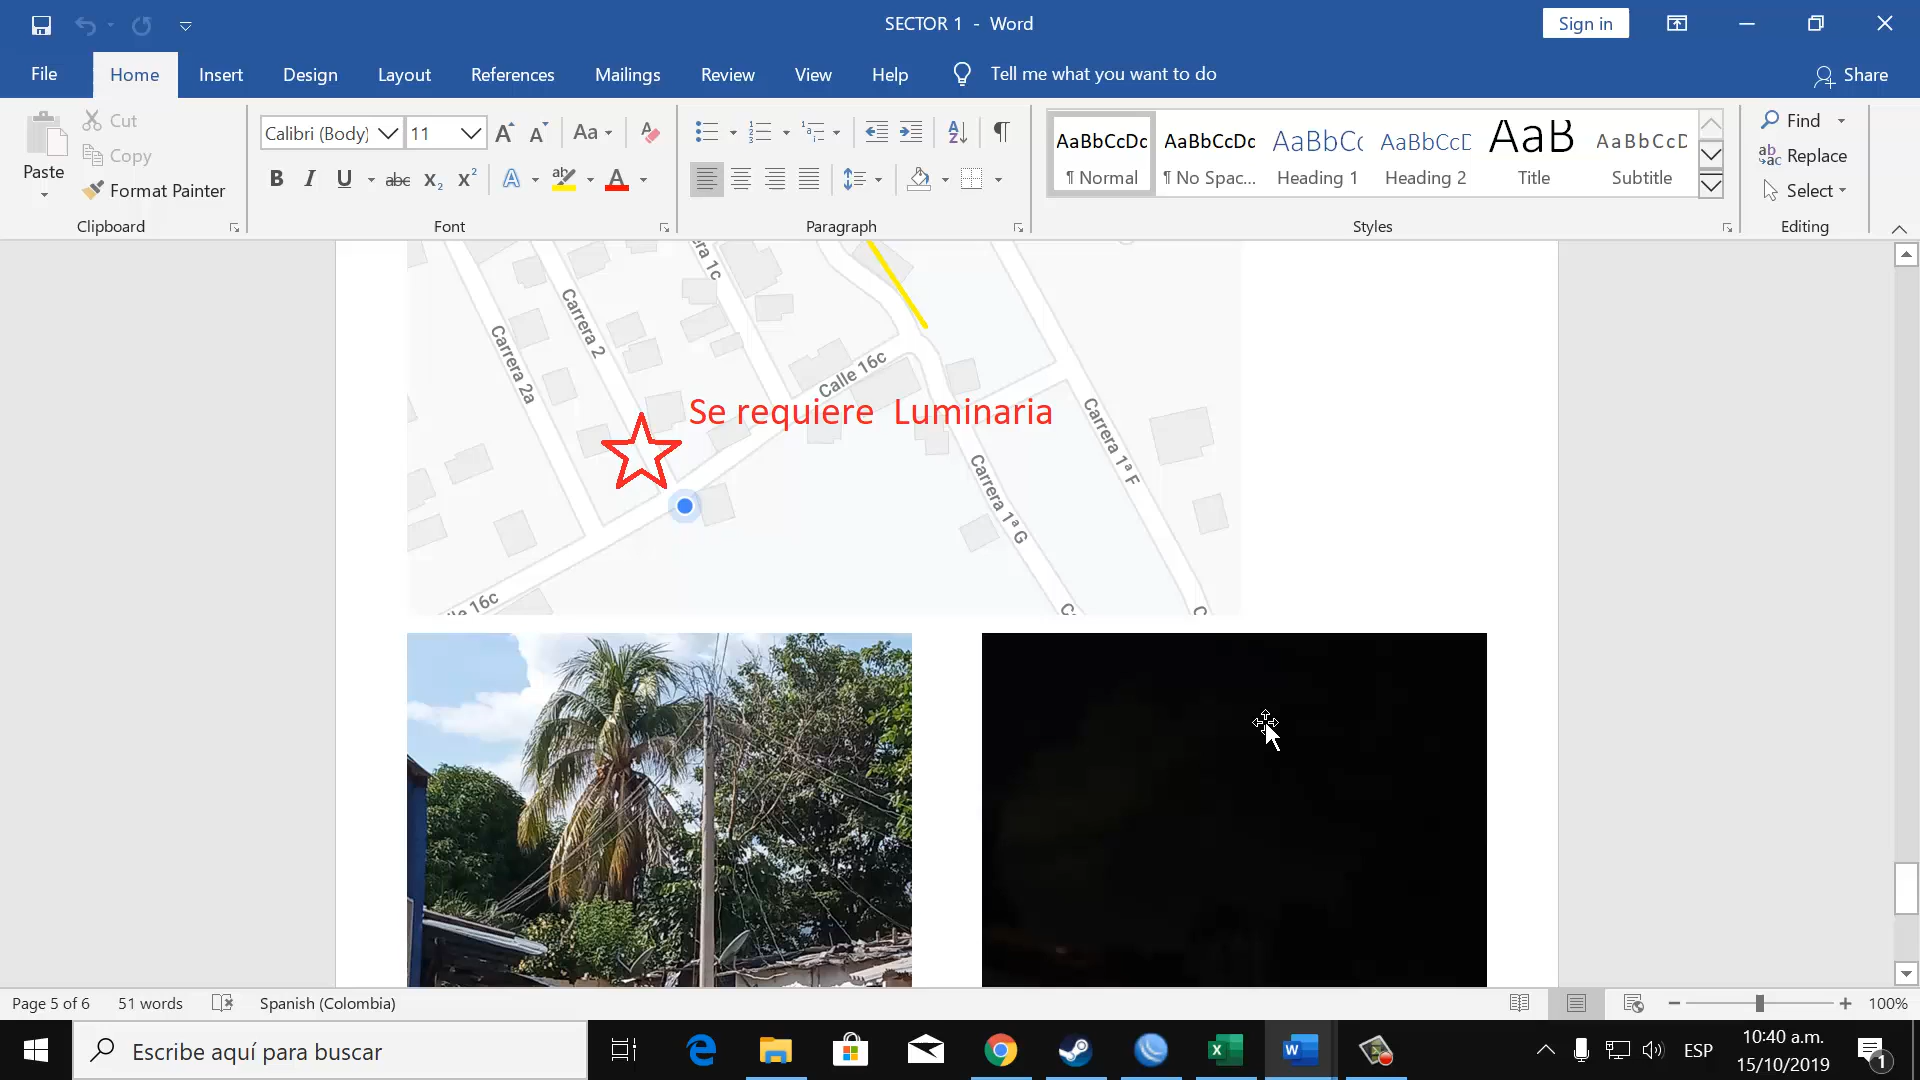 SECTOR 1 - Word
Sign in
File Home Insert Design Layout References Mailings Review View Help Tell me what you want to do Share
Paste
Cut
Copy
Format Painter
Clipboard
Calibri (Body) 11
Font
Paragraph
AaBbCcDc AaBbCcDc AaBbCc AaBbCcD AaB AaBbCcD
¶ Normal ¶ No Spac... Heading 1 Heading 2 Title Subtitle
Styles
Find
Replace
Select
Editing
era 1c
Carrera 2
Carrera 2a
Calle 16c
Se requiere Luminaria
Carrera 1ª F
Carrera 1ª G
lle 16c
Page 5 of 6 51 words Spanish (Colombia) 100%
Escribe aquí para buscar
ESP
10:40 a.m.
15/10/2019
1